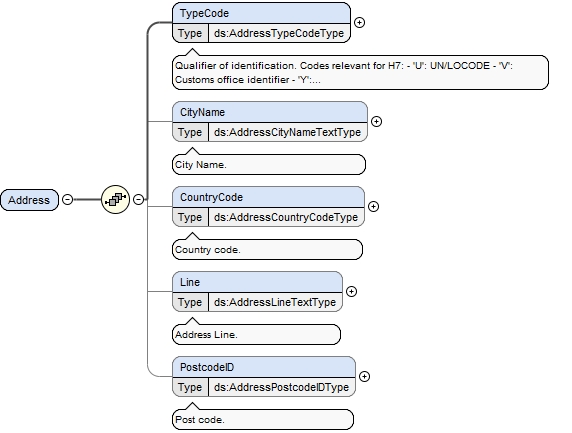 TypeCode
Type ds:AddressTypeCodeType
Qualifier of identification. Codes relevant for H7: - 'U': UN/LOCODE - 'V':
Customs office identifier - 'Y':...
CityName
Type ds:AddressCityNameTextType
City Name.
Address
CountryCode
Type ds:AddressCountryCodeType
Country code.
Line
Type ds:AddressLineTextType
Address Line.
PostcodeID
Type ds:AddressPostcodeIDType
Post code.